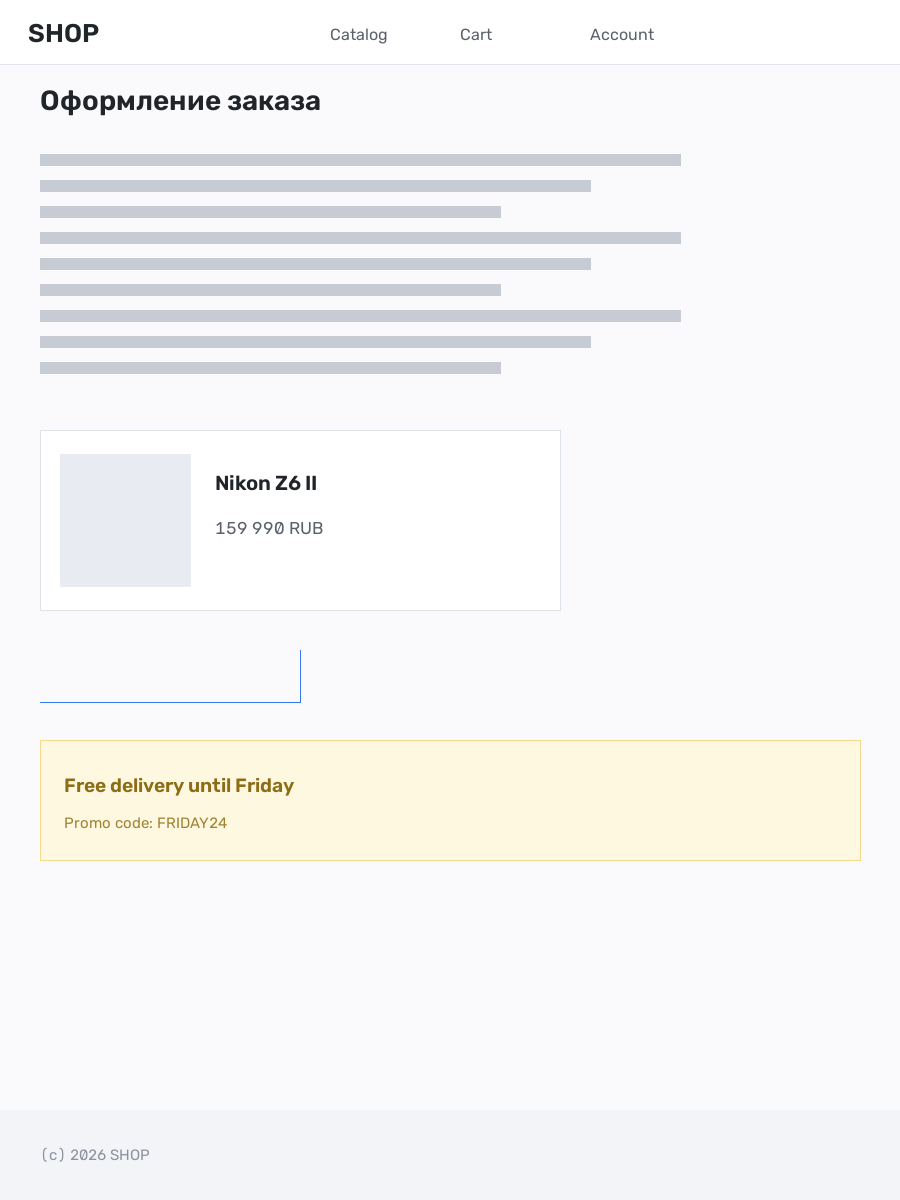 SHOP
Catalog
Cart
Account
Оформление заказа
Nikon Z6 II
159 990 RUB
Free delivery until Friday
Promo code: FRIDAY24
(c) 2026 SHOP